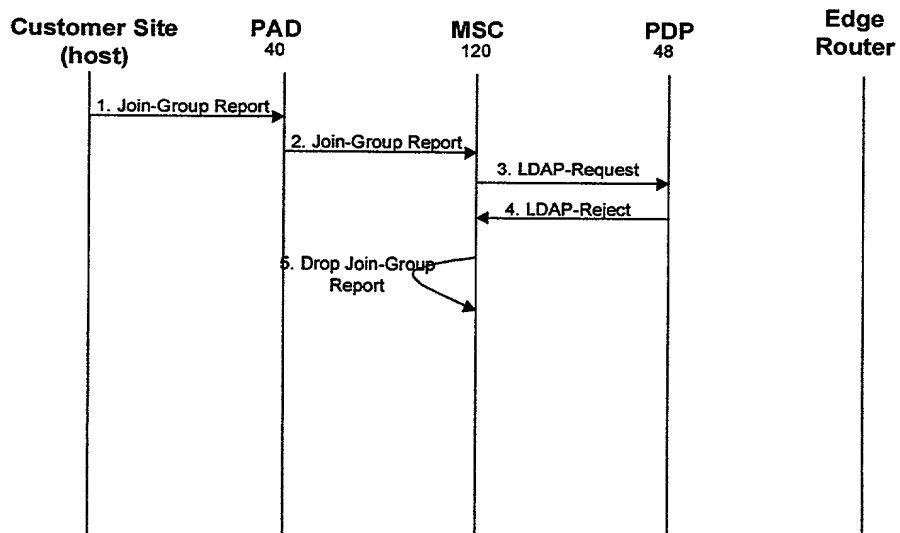 Customer Site
(host)
PAD
40
MSC
120
PDP
48
Edge
Router
1. Join-Group Report
2. Join-Group Report
3. LDAP-Request
4. LDAP-Reject
5. Drop Join-Group
Report